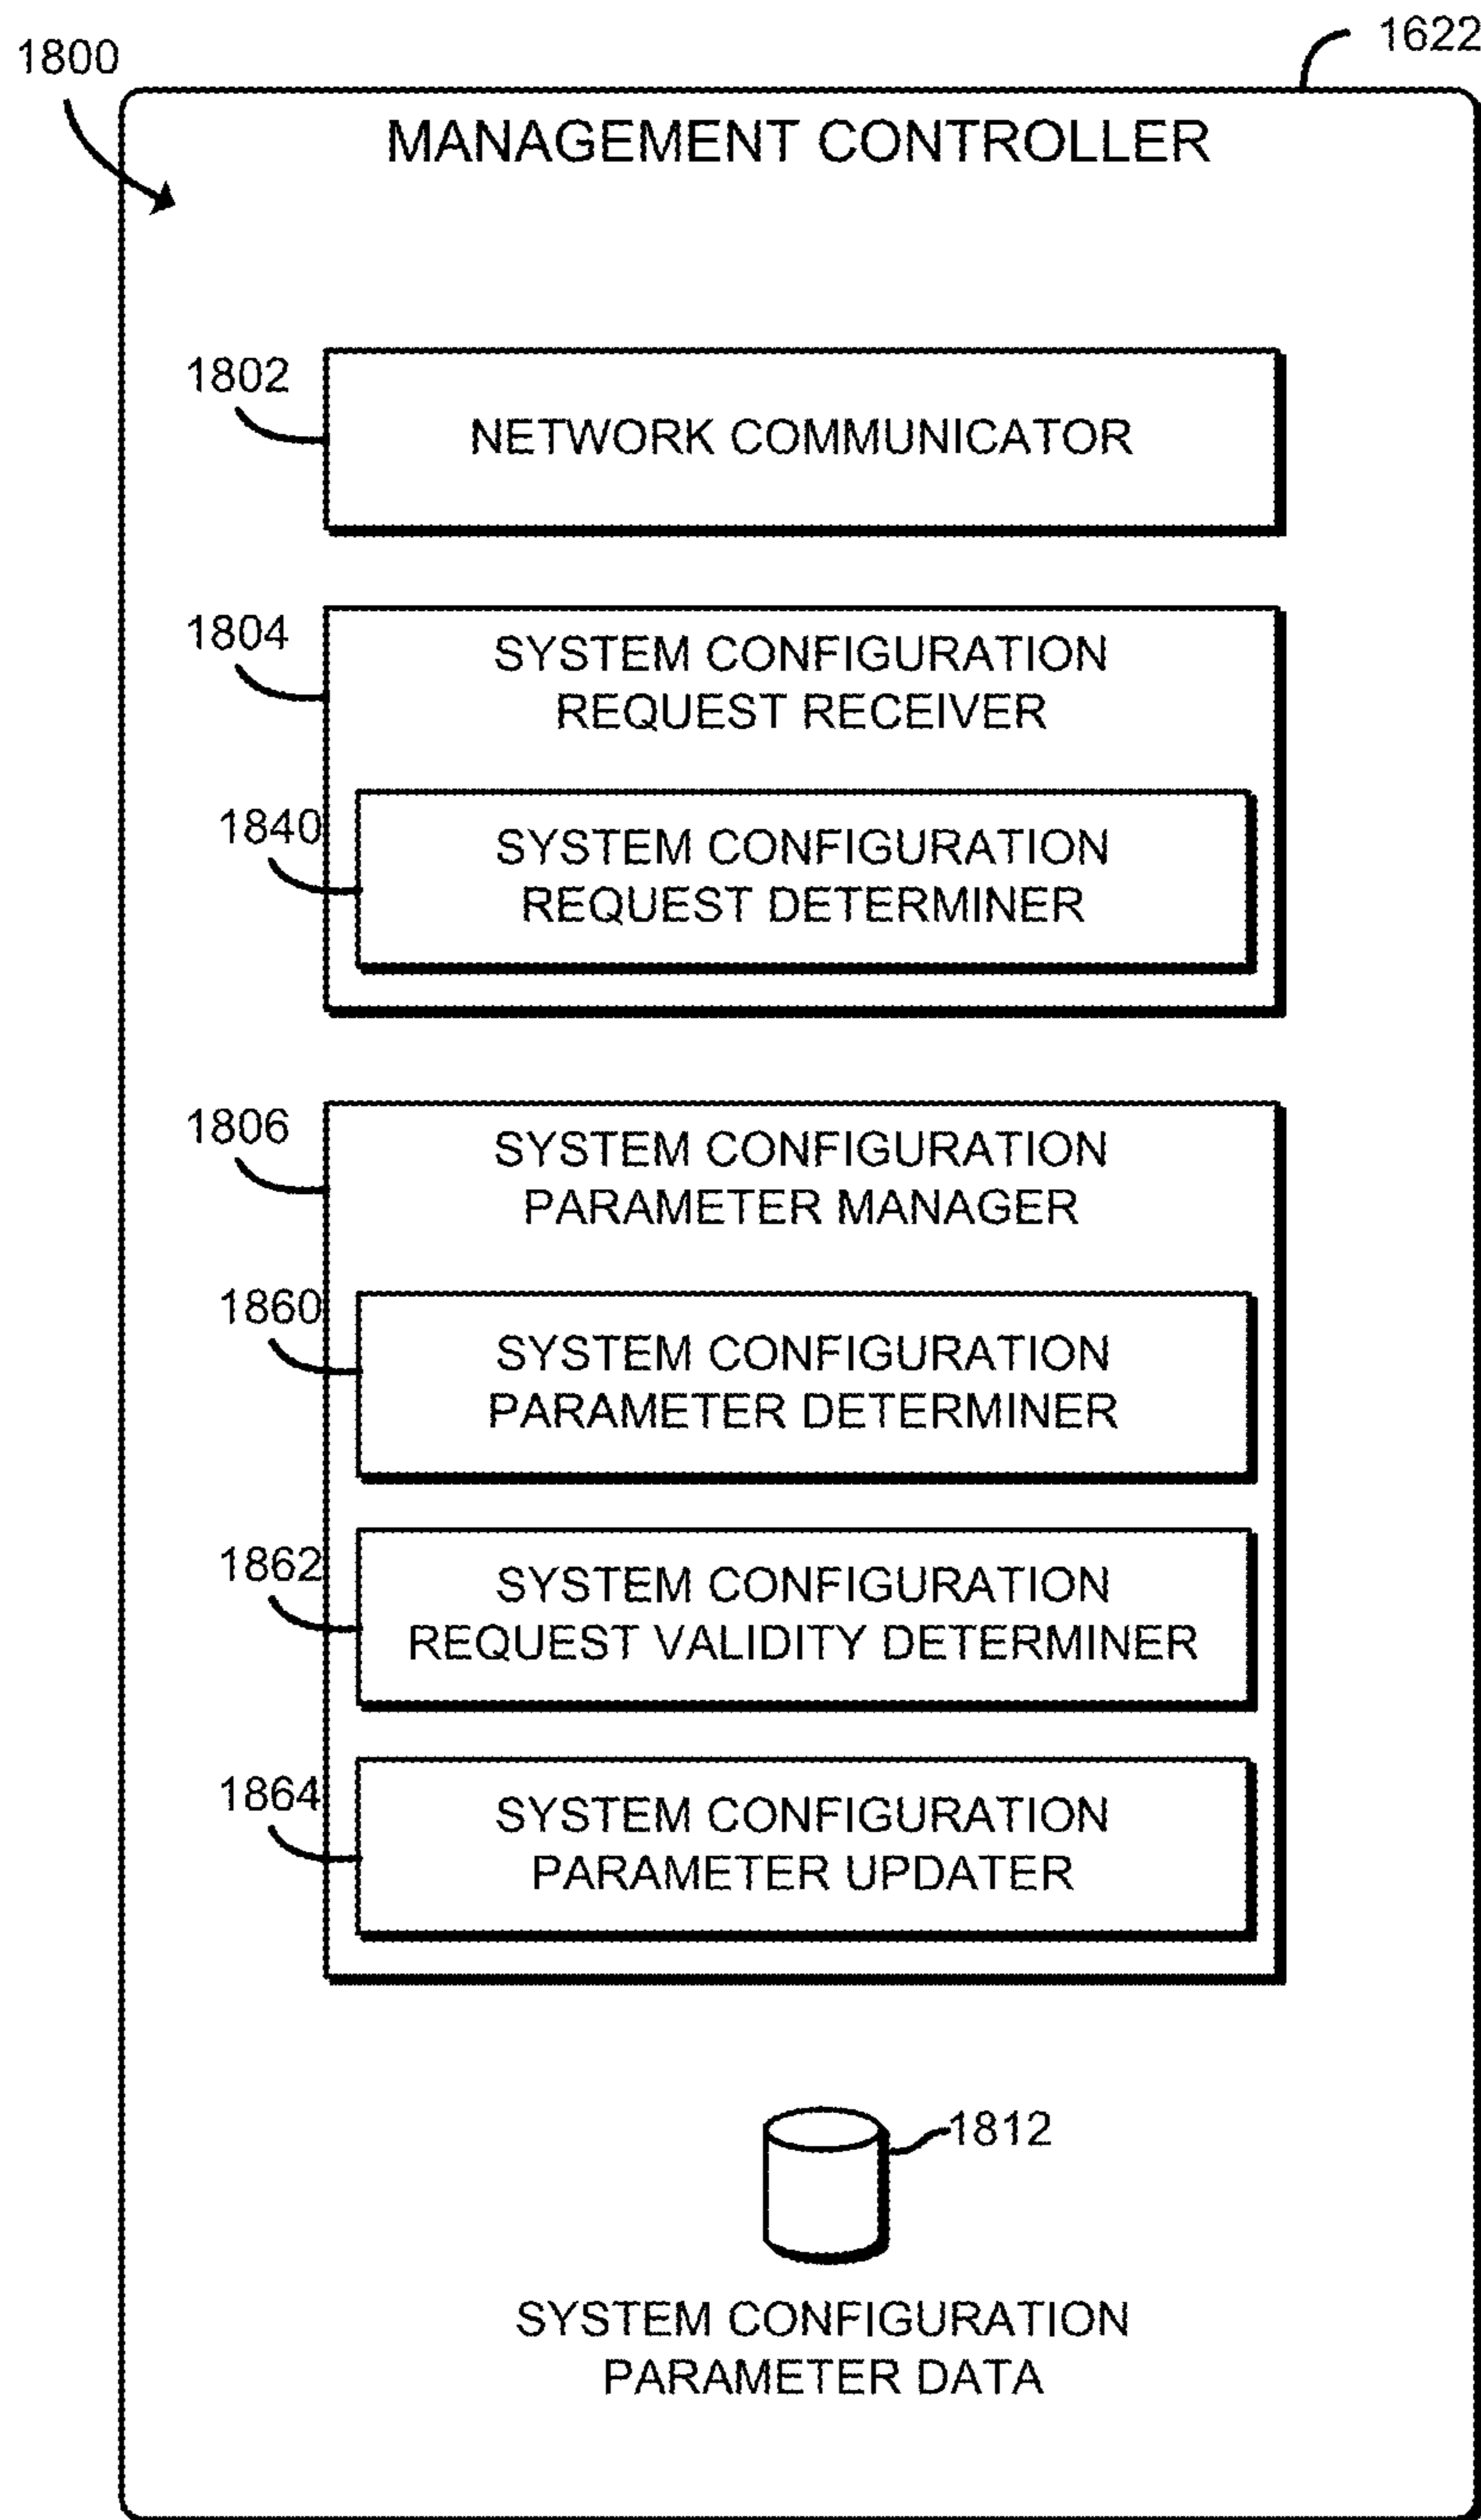 1622
1800
MANAGEMENT CONTROLLER
1802
NETWORK COMMUNICATOR
1804
SYSTEM CONFIGURATION
REQUEST RECEIVER
1840
SYSTEM CONFIGURATION
REQUEST DETERMINER
1806
SYSTEM CONFIGURATION
PARAMETER MANAGER
1860
SYSTEM CONFIGURATION
PARAMETER DETERMINER
1862
SYSTEM CONFIGURATION
REQUEST VALIDITY DETERMINER
1864
SYSTEM CONFIGURATION
PARAMETER UPDATER
1812
SYSTEM CONFIGURATION
PARAMETER DATA